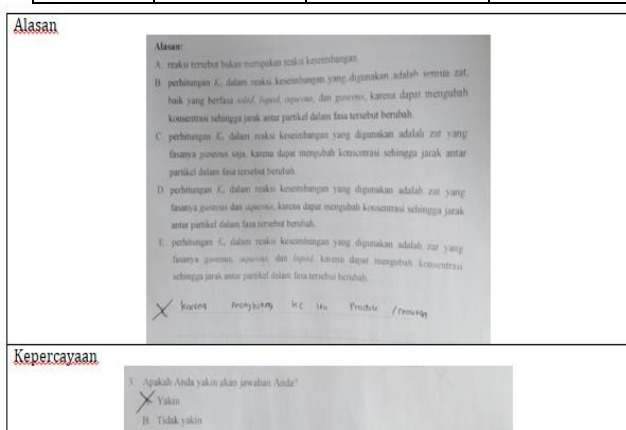 Alasan
Alasan:
A. reaksi tersebut bukan merupakan reaksi keseimbangan.
B. perhitungan Kc dalam reaksi keseimbangan yang digunakan adalah semua zat,
baik yang berfasa solid, liquid, aqueous, dan gaseous, karena dapat mengubah
konsentrasi sehingga jarak antar partikel dalam fasa tersebut berubah.
C. perhitungan Kc dalam reaksi keseimbangan yang digunakan adalah zat yang
fasanya gaseous saja, karena dapat mengubah konsentrasi sehingga jarak antar
partikel dalam fasa tersebut berubah.
D. perhitungan Kc dalam reaksi keseimbangan yang digunakan adalah zat yang
fasanya gaseous dan aqueous, karena dapat mengubah konsentrasi sehingga jarak
antar partikel dalam fasa tersebut berubah.
E. perhitungan Kc dalam reaksi keseimbangan yang digunakan adalah zat yang
fasanya gaseous, aqueous, dan liquid karena dapat mengubah konsentrasi
sehingga jarak antar partikel dalam fasa tersebut berubah.
Karena menghitung KC itu Produk /
Kepercayaan
3. Apakah Anda yakin akan jawaban Anda?
Yakin
B. Tidak yakin